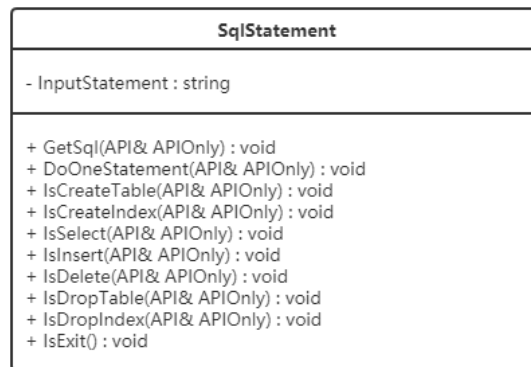 SqlStatement
- InputStatement : string
+ GetSql(API& APIOnly) : void
+ DoOneStatement(API& APIOnly) : void
+ IsCreateTable(API& APIOnly) : void
+ IsCreateIndex(API& APIOnly) : void
+ IsSelect(API& APIOnly) : void
+ IsInsert(API& APIOnly) : void
+ IsDelete(API& APIOnly) : void
+ IsDropTable(API& APIOnly) : void
+ IsDropIndex(API& APIOnly) : void
+ IsExit() : void